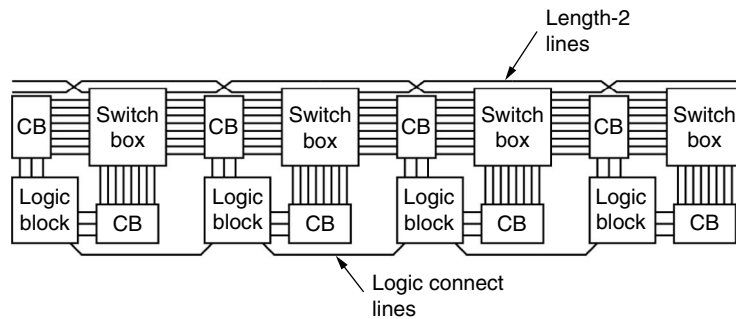 Length-2
lines
CB
Switch
box
CB
Switch
box
CB
Switch
box
CB
Switch
box
Logic
block
CB
Logic
block
CB
Logic
block
CB
Logic
block
CB
Logic connect
lines